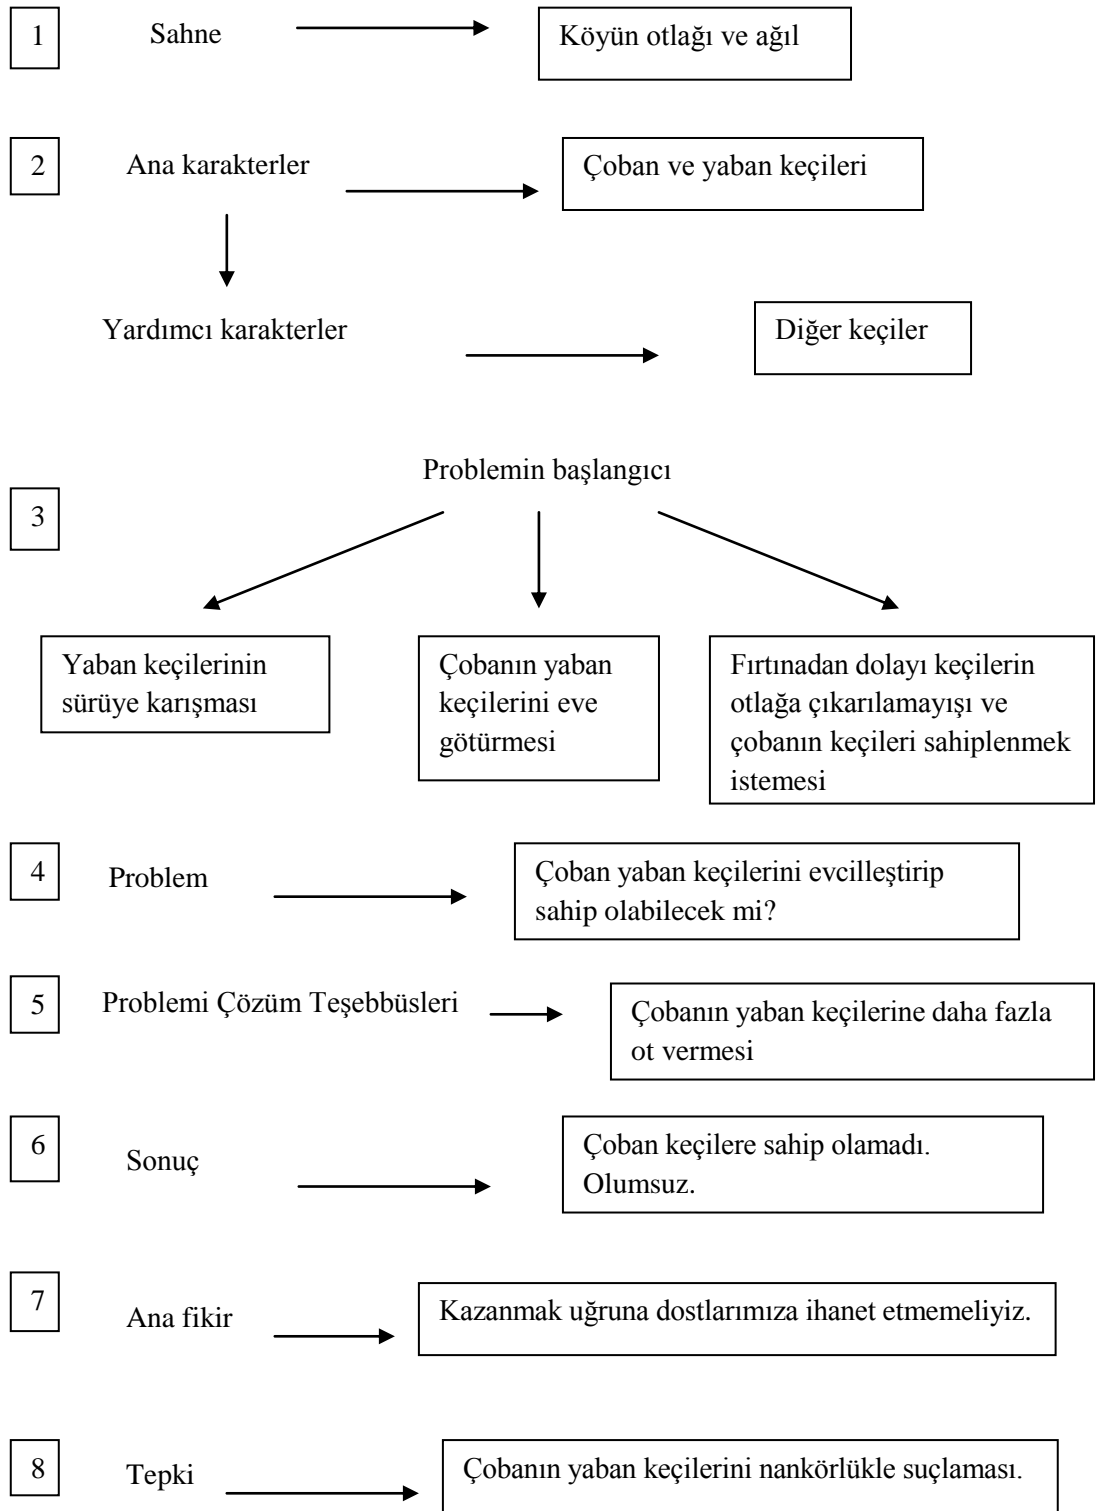 1
Sahne
Köyün otlağı ve ağıl
2
Ana karakterler
Çoban ve yaban keçileri
Yardımcı karakterler
Diğer keçiler
Problemin başlangıcı
3
Yaban keçilerinin
sürüye karışması
Çobanın yaban
keçilerini eve
götürmesi
Fırtınadan dolayı keçilerin
otlağa çıkarılamayışı ve
çobanın keçileri sahiplenmek
istemesi
4
Problem
Çoban yaban keçilerini evcilleştirip
sahip olabilecek mi?
5
Problemi Çözüm Teşebbüsleri
Çobanın yaban keçilerine daha fazla
ot vermesi
6
Sonuç
Çoban keçilere sahip olamadı.
Olumsuz.
7
Ana fikir
Kazanmak uğruna dostlarımıza ihanet etmemeliyiz.
8
Tepki
Çobanın yaban keçilerini nankörlükle suçlaması.